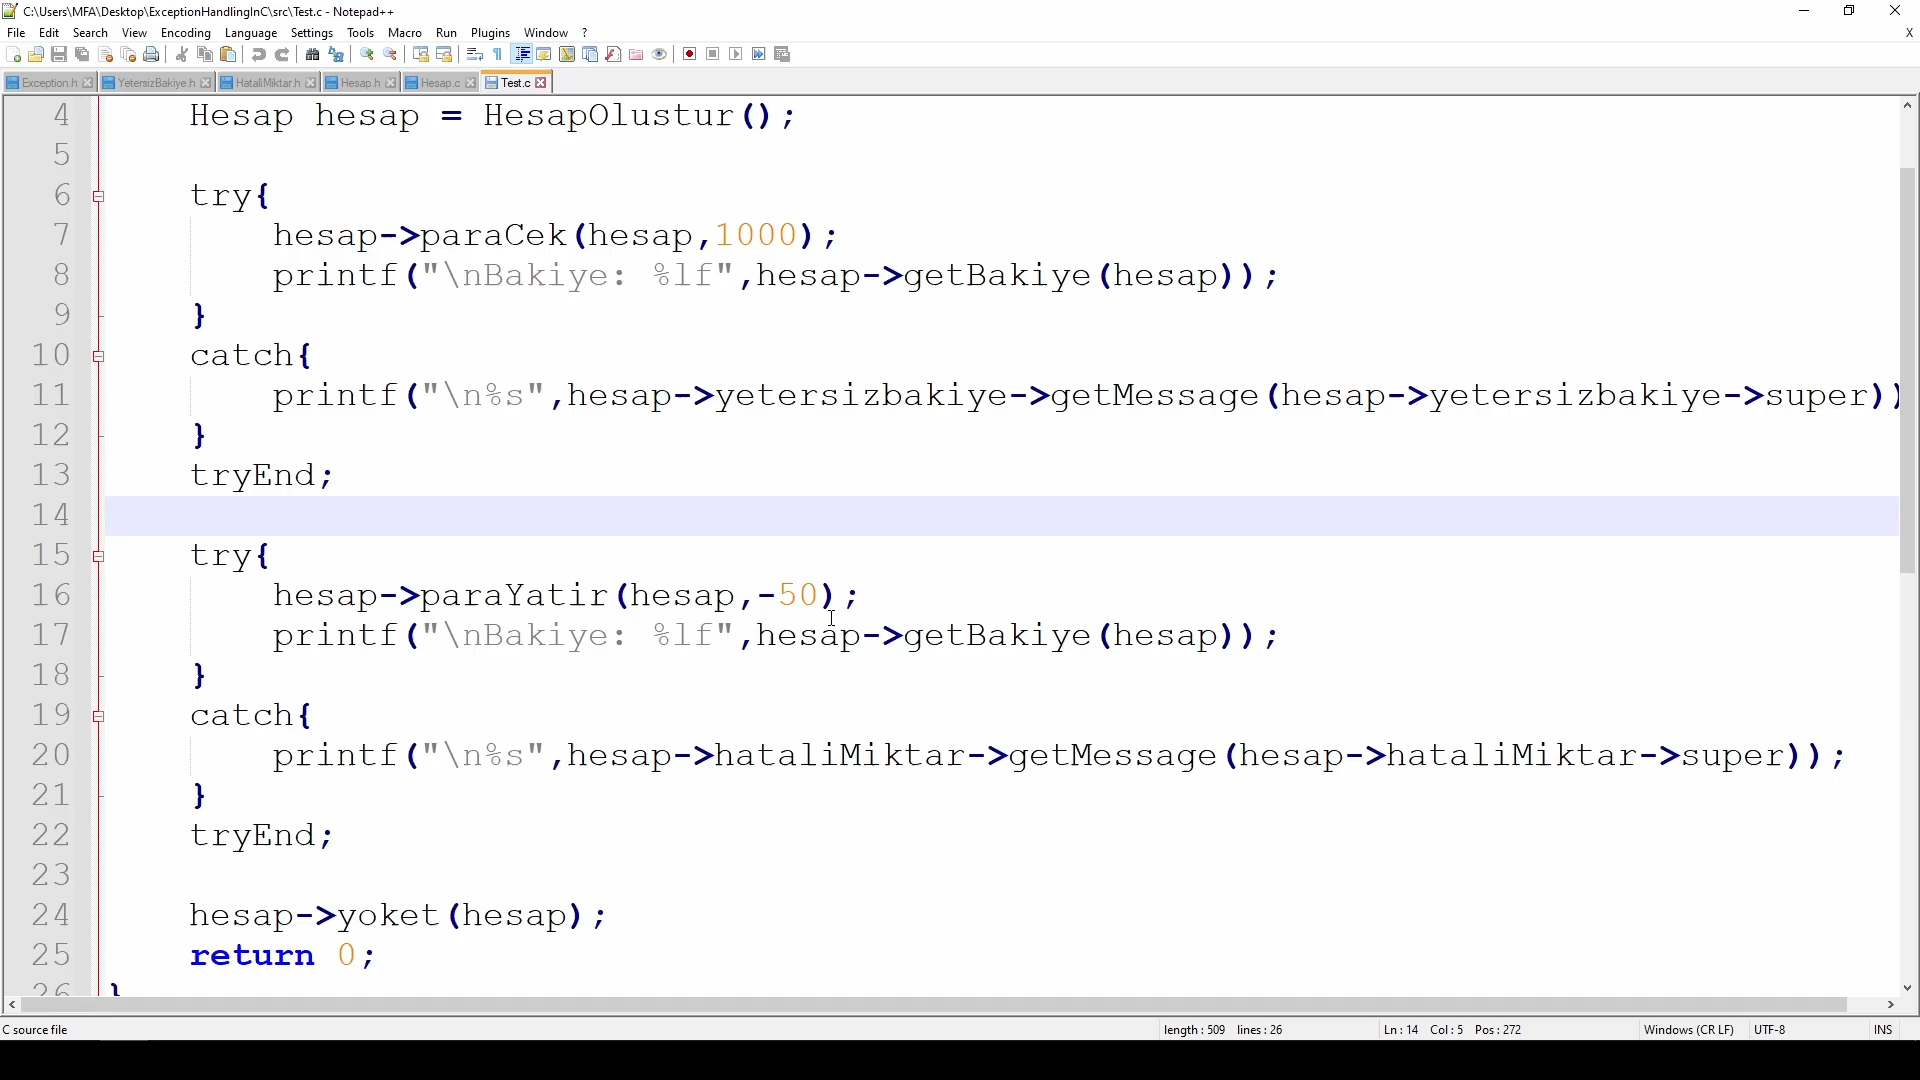 C:\Users\MFA\Desktop\ExceptionHandlingInC\src\Test.c - Notepad++
File Edit Search View Encoding Language Settings Tools Macro Run Plugins Window ? X
Exception.h YetersizBakiye.h HataliMiktar.h Hesap.h Hesap.c Test.c
4 Hesap hesap = HesapOlustur();
5
6 try{
7 hesap->paraCek(hesap,1000);
8 printf("\nBakiye: %lf",hesap->getBakiye(hesap));
9 }
10 catch{
11 printf("\n%s",hesap->yetersizbakiye->getMessage(hesap->yetersizbakiye->super))
12 }
13 tryEnd;
14
15 try{
16 hesap->paraYatir(hesap,-50);
17 printf("\nBakiye: %lf",hesap->getBakiye(hesap));
18 }
19 catch{
20 printf("\n%s",hesap->hataliMiktar->getMessage(hesap->hataliMiktar->super));
21 }
22 tryEnd;
23
24 hesap->yoket(hesap);
25 return 0;
26 }
C source file length : 509 lines : 26 Ln : 14 Col : 5 Pos : 272 Windows (CR LF) UTF-8 INS